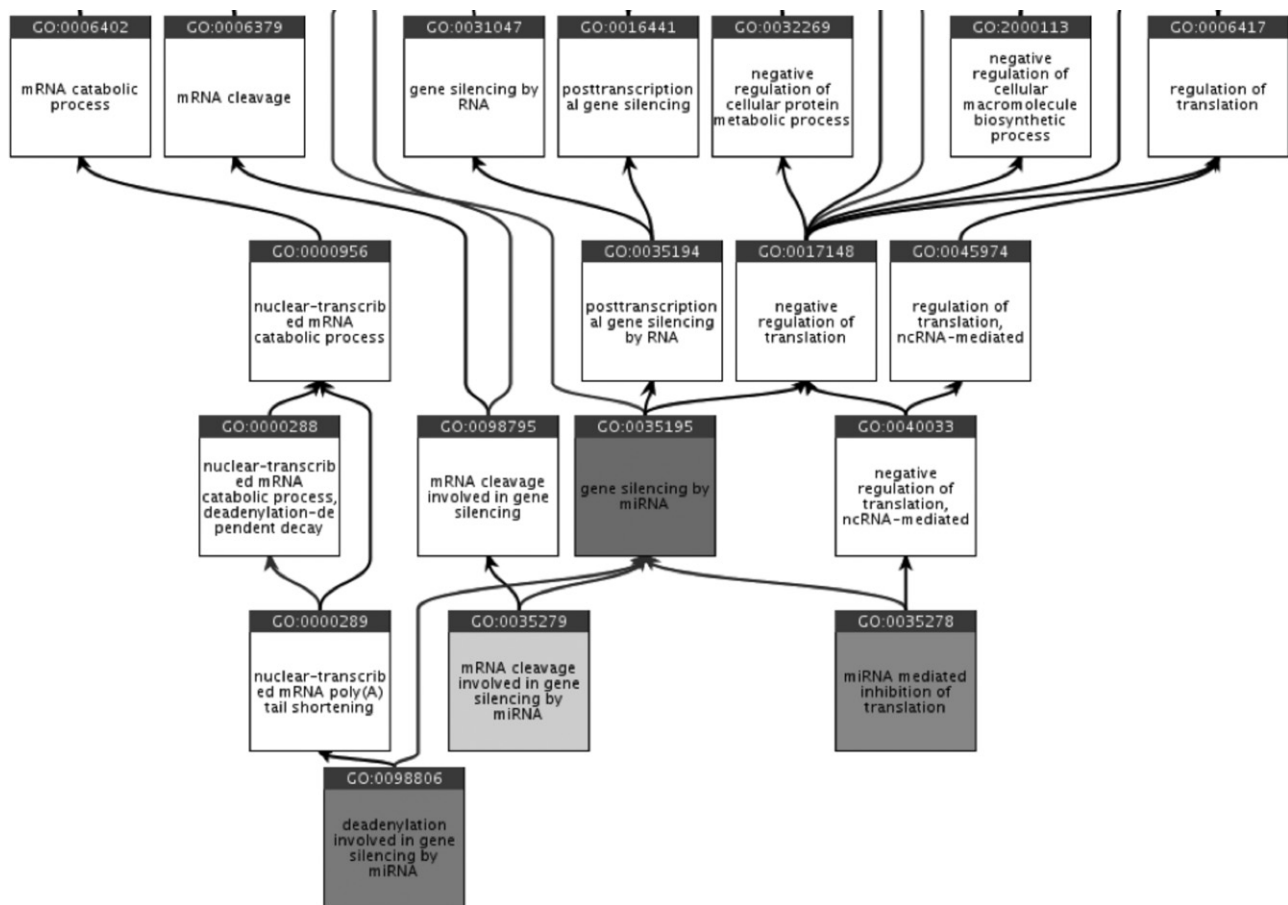 GO:0006402
mRNA catabolic
process
GO:0006379
mRNA cleavage
GO:0031047
gene silencing by
RNA
GO:0016441
posttranscription
al gene silencing
GO:0032269
negative
regulation of
cellular protein
metabolic process
GO:2000113
negative
regulation of
cellular
macromolecule
biosynthetic
process
GO:0006417
regulation of
translation
GO:0000956
nuclear-transcrib
ed mRNA
catabolic process
GO:0035194
posttranscription
al gene silencing
by RNA
GO:0017148
negative
regulation of
translation
GO:0045974
regulation of
translation,
ncRNA-mediated
GO:0000288
nuclear-transcrib
ed mRNA
catabolic process,
deadenylation-de
pendent decay
GO:0098795
mRNA cleavage
involved in gene
silencing
GO:0035195
gene silencing by
miRNA
GO:0040033
negative
regulation of
translation,
ncRNA-mediated
GO:0000289
nuclear-transcrib
ed mRNA poly(A)
tail shortening
GO:0035279
mRNA cleavage
involved in gene
silencing by
miRNA
GO:0035278
miRNA mediated
inhibition of
translation
GO:0098806
deadenylation
involved in gene
silencing by
miRNA